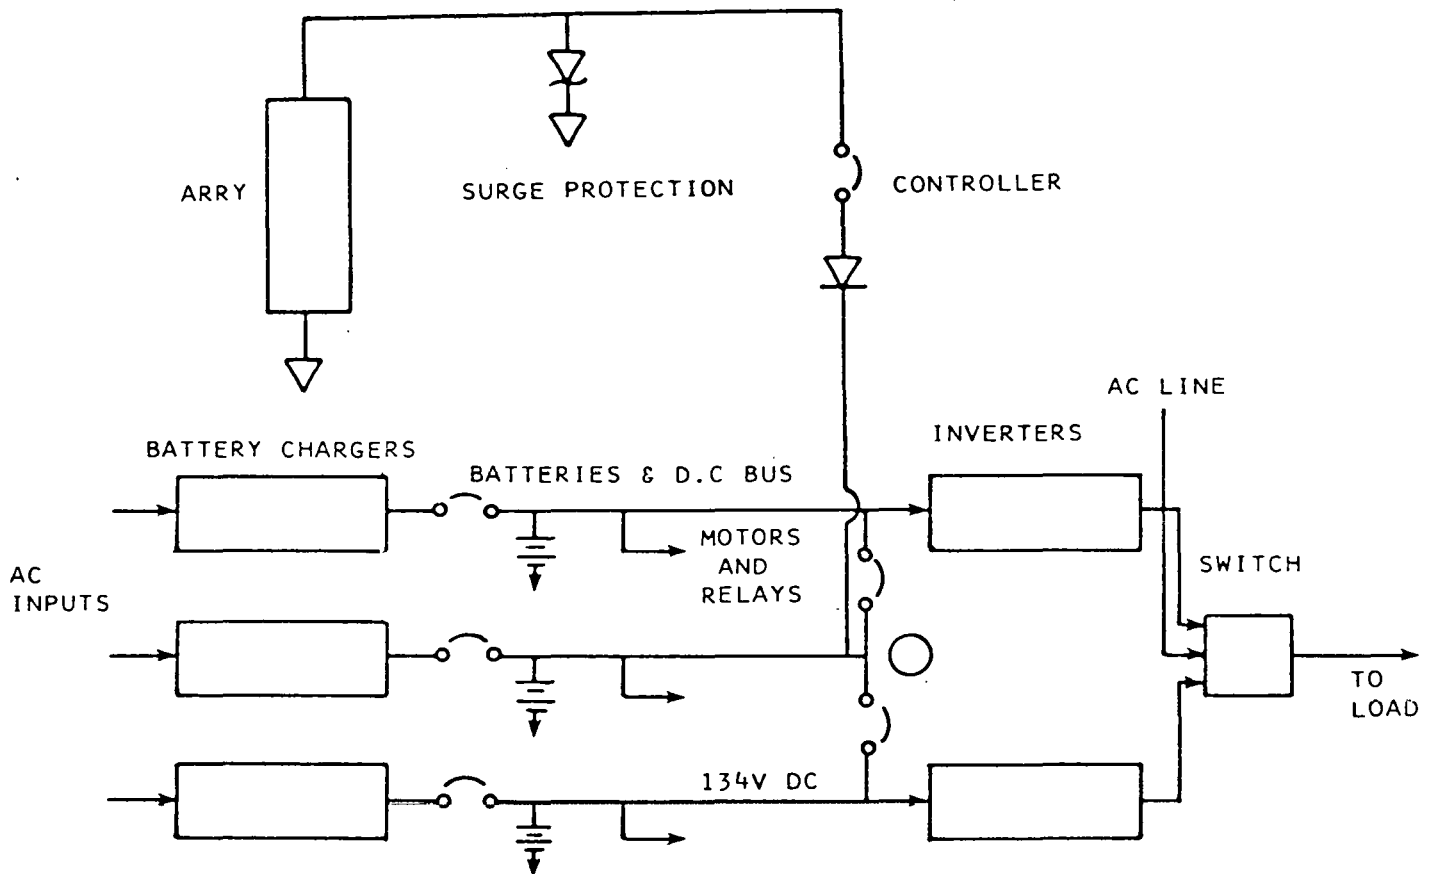 ARRY
SURGE PROTECTION
CONTROLLER
AC LINE
BATTERY CHARGERS
INVERTERS
BATTERIES & D.C BUS
MOTORS
AND
RELAYS
SWITCH
AC
INPUTS
TO
LOAD
134V DC